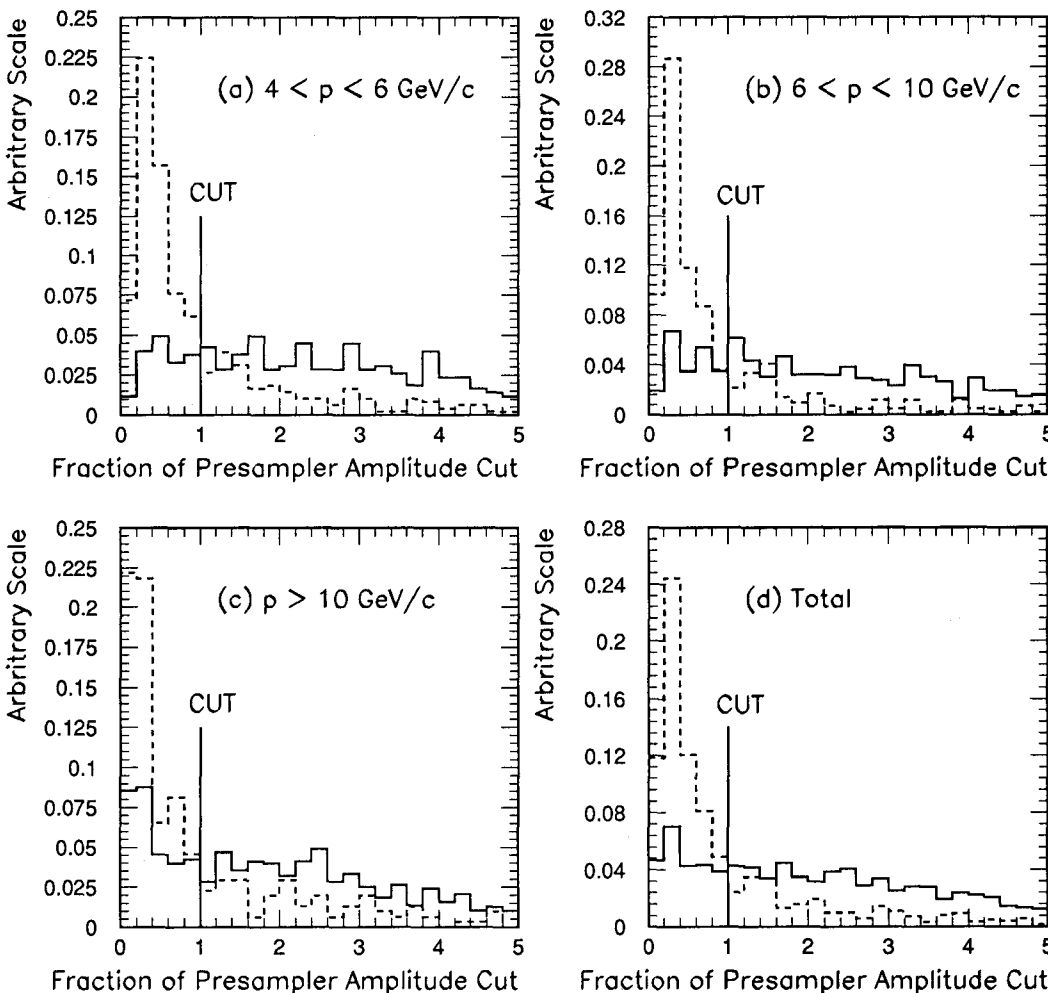 Arbritrary Scale
0.25
0.225
0.2
0.175
0.15
0.125
0.1
0.075
0.05
0.025
0
(a) 4 < p < 6 GeV/c
CUT
0 1 2 3 4 5
Fraction of Presampler Amplitude Cut
Arbritrary Scale
0.32
0.28
0.24
0.2
0.16
0.12
0.08
0.04
0
(b) 6 < p < 10 GeV/c
CUT
0 1 2 3 4 5
Fraction of Presampler Amplitude Cut
Arbritrary Scale
0.25
0.225
0.2
0.175
0.15
0.125
0.1
0.075
0.05
0.025
0
(c) p > 10 GeV/c
CUT
0 1 2 3 4 5
Fraction of Presampler Amplitude Cut
Arbritrary Scale
0.28
0.24
0.2
0.16
0.12
0.08
0.04
0
(d) Total
CUT
0 1 2 3 4 5
Fraction of Presampler Amplitude Cut